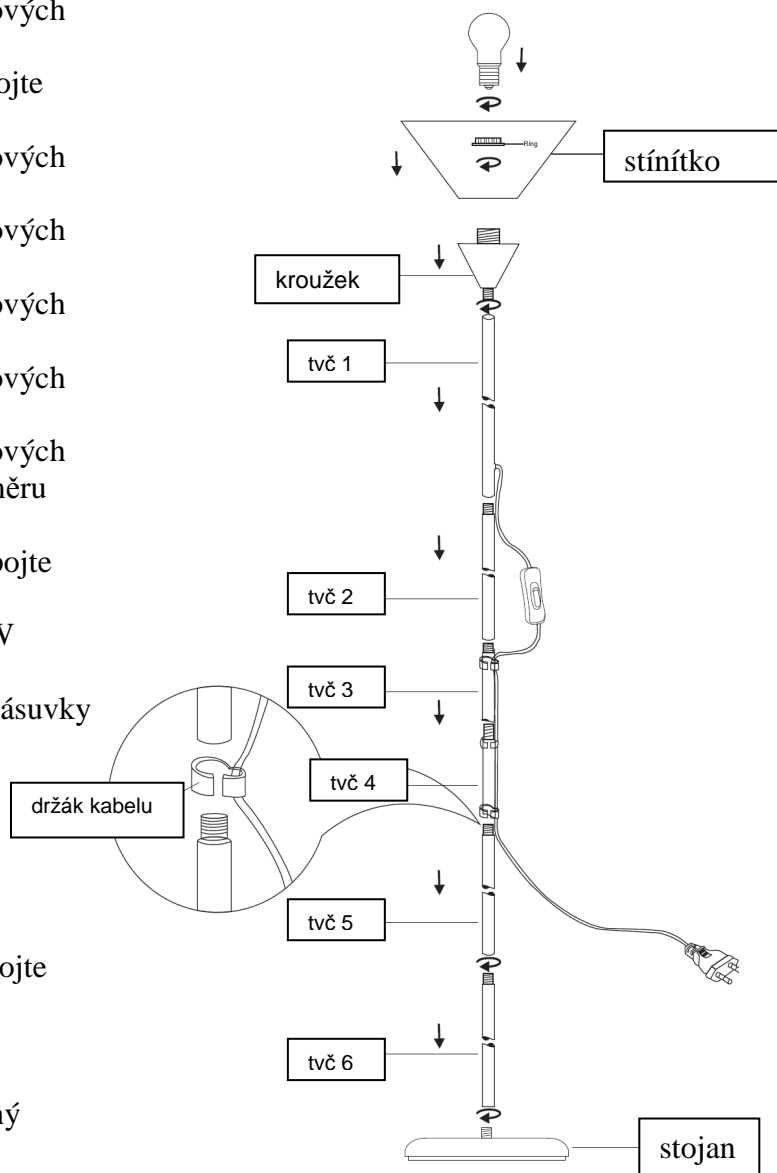 ových
ojte
ových
ových
ových
ových
ových
něru
pojte
V
ásuvky
ojte
ný
Ring
stínítko
kroužek
tvč 1
tvč 2
tvč 3
tvč 4
držák kabelu
tvč 5
tvč 6
stojan